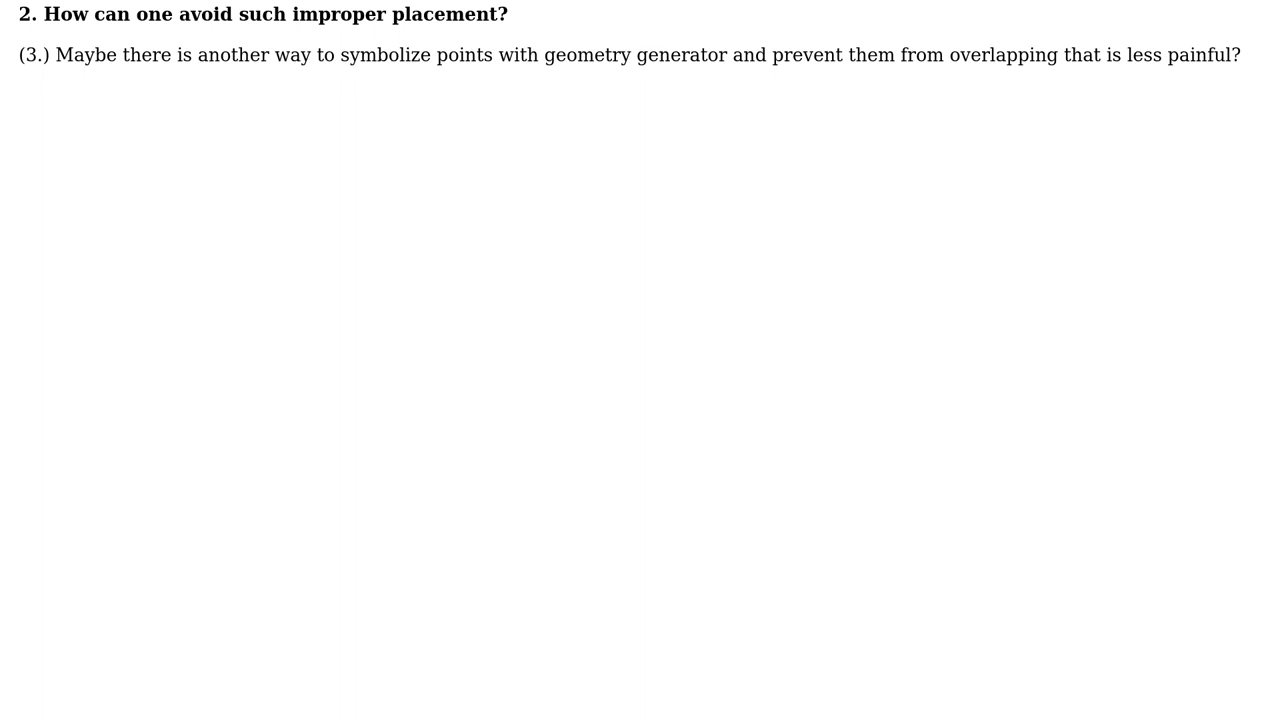 2. How can one avoid such improper placement?
(3.) Maybe there is another way to symbolize points with geometry generator and prevent them from overlapping that is less painful?